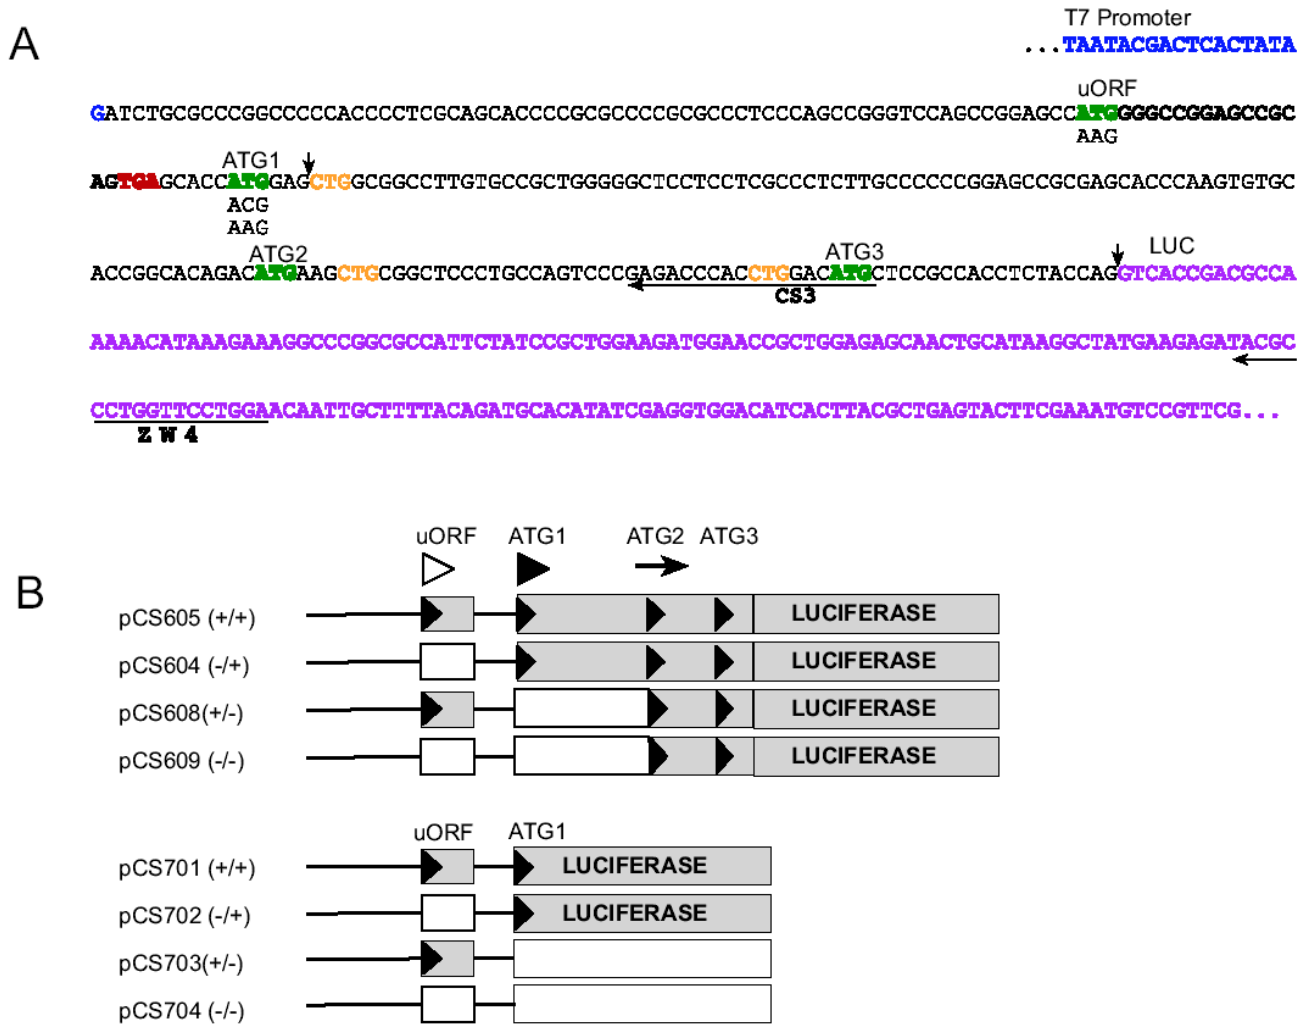 A
T7 Promoter
...TAATACGACTCACTATA
uORF
GATCTGCGCCCGGCCCCCACCCCTCGCAGCACCCCGCGCCCCGCGCCCTCCCAGCCGGGTCCAGCCGGAGCCATGGGGCCGGAGCCGC
AAG
ATG1
AGTGAGCACCATGGAGCTGGCGGCCTTGTGCCGCTGGGGGCTCCTCCTCGCCCTCTTGCCCCCCGGAGCCGCGAGCACCCAAGTGTGC
ACG
AAG
ATG2
ATG3
LUC
ACCGGCACAGACATGAAGCTGCGGCTCCCTGCCAGTCCCGAGACCCACCTGGACATGCTCCGCCACCTCTACCAGGTCACCGACGCCA
CS3
AAAACATAAAGAAAGGCCCGGCGCCATTCTATCCGCTGGAAGATGGAACCGCTGGAGAGCAACTGCATAAGGCTATGAAGAGATACGC
CCTGGTTCCTGGAACAATTGCTTTTACAGATGCACATATCGAGGTGGACATCACTTACGCTGAGTACTTCGAAATGTCCGTTCG...
Z W 4
B
uORF ATG1 ATG2 ATG3
pCS605 (+/+) LUCIFERASE
pCS604 (-/+) LUCIFERASE
pCS608(+/-) LUCIFERASE
pCS609 (-/-) LUCIFERASE
uORF ATG1
pCS701 (+/+) LUCIFERASE
pCS702 (-/+) LUCIFERASE
pCS703(+/-)
pCS704 (-/-)